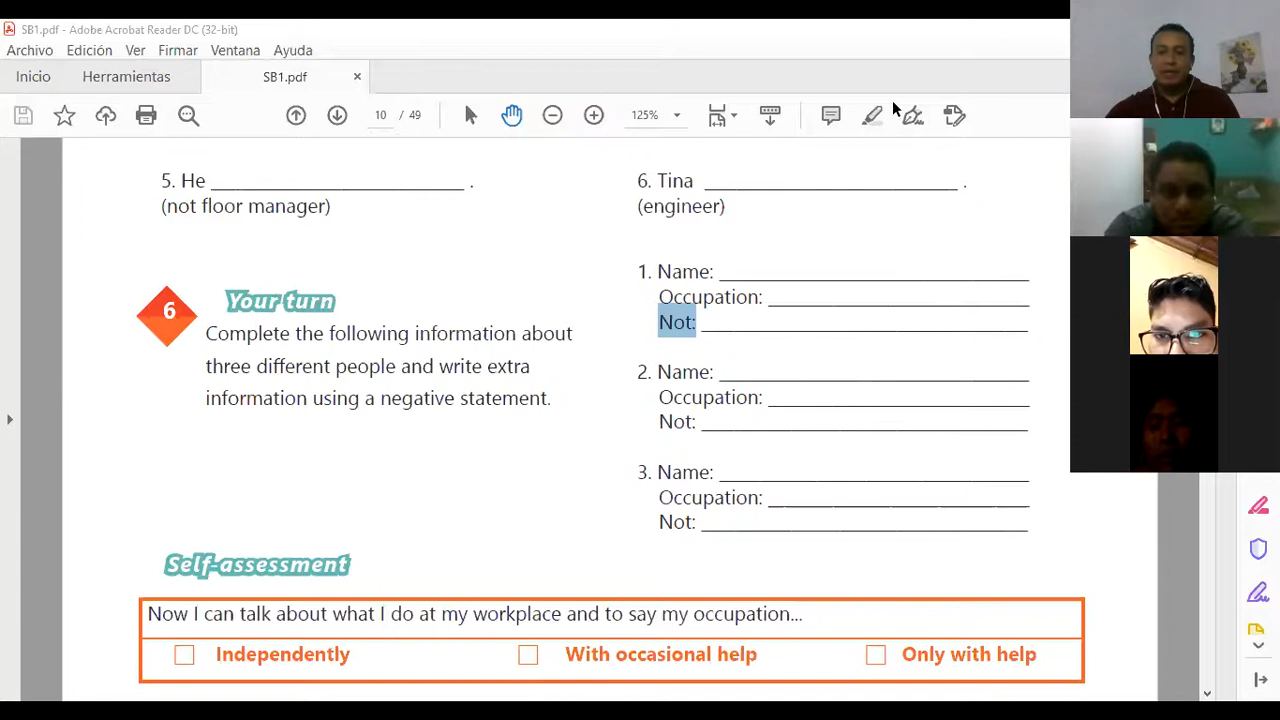 SB1.pdf - Adobe Acrobat Reader DC (32-bit)
Archivo Edición Ver Firmar Ventana Ayuda
Inicio Herramientas SB1.pdf ×
10 / 49 125%
5. He ________________________ .
(not floor manager)
6. Tina ________________________ .
(engineer)
6
Your turn
Complete the following information about
three different people and write extra
information using a negative statement.
1. Name: ______________________________
Occupation: _________________________
Not: _______________________________
2. Name: ______________________________
Occupation: _________________________
Not: _______________________________
3. Name: ______________________________
Occupation: _________________________
Not: _______________________________
Self-assessment
Now I can talk about what I do at my workplace and to say my occupation...
Independently With occasional help Only with help